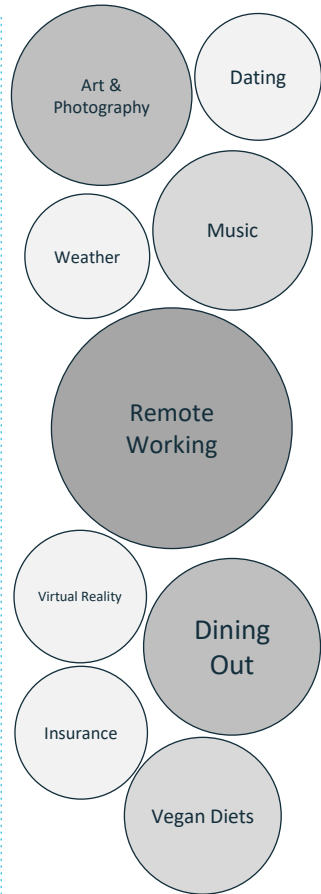 Art &
Photography
Dating
Music
Weather
Remote
Working
Virtual Reality
Dining
Out
Insurance
Vegan Diets